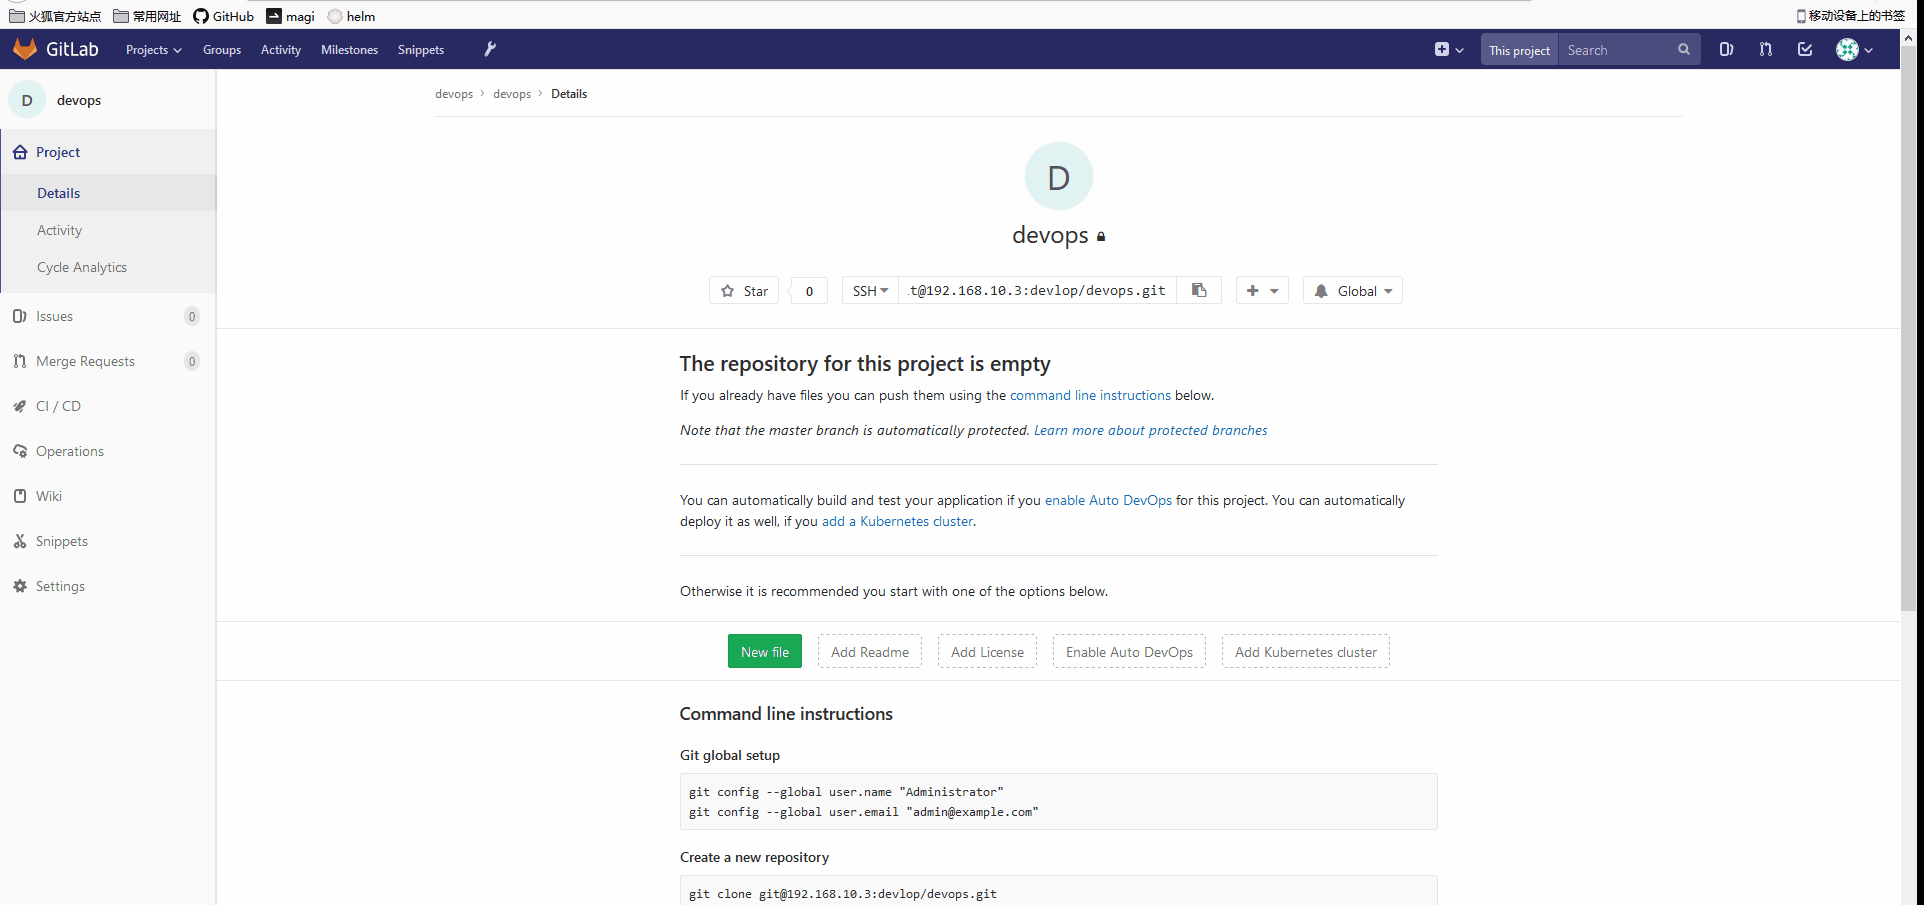 火狐官方站点 常用网址 GitHub magi helm 移动设备上的书签
GitLab Projects Groups Activity Milestones Snippets This project Search
D devops
devops > devops > Details
Project
Details
Activity
Cycle Analytics
Issues 0
Merge Requests 0
CI / CD
Operations
Wiki
Snippets
Settings
D
devops
Star 0 SSH t@192.168.10.3:devlop/devops.git Global
The repository for this project is empty
If you already have files you can push them using the command line instructions below.
Note that the master branch is automatically protected. Learn more about protected branches
You can automatically build and test your application if you enable Auto DevOps for this project. You can automatically
deploy it as well, if you add a Kubernetes cluster.
Otherwise it is recommended you start with one of the options below.
New file Add Readme Add License Enable Auto DevOps Add Kubernetes cluster
Command line instructions
Git global setup
git config --global user.name "Administrator"
git config --global user.email "admin@example.com"
Create a new repository
git clone git@192.168.10.3:devlop/devops.git